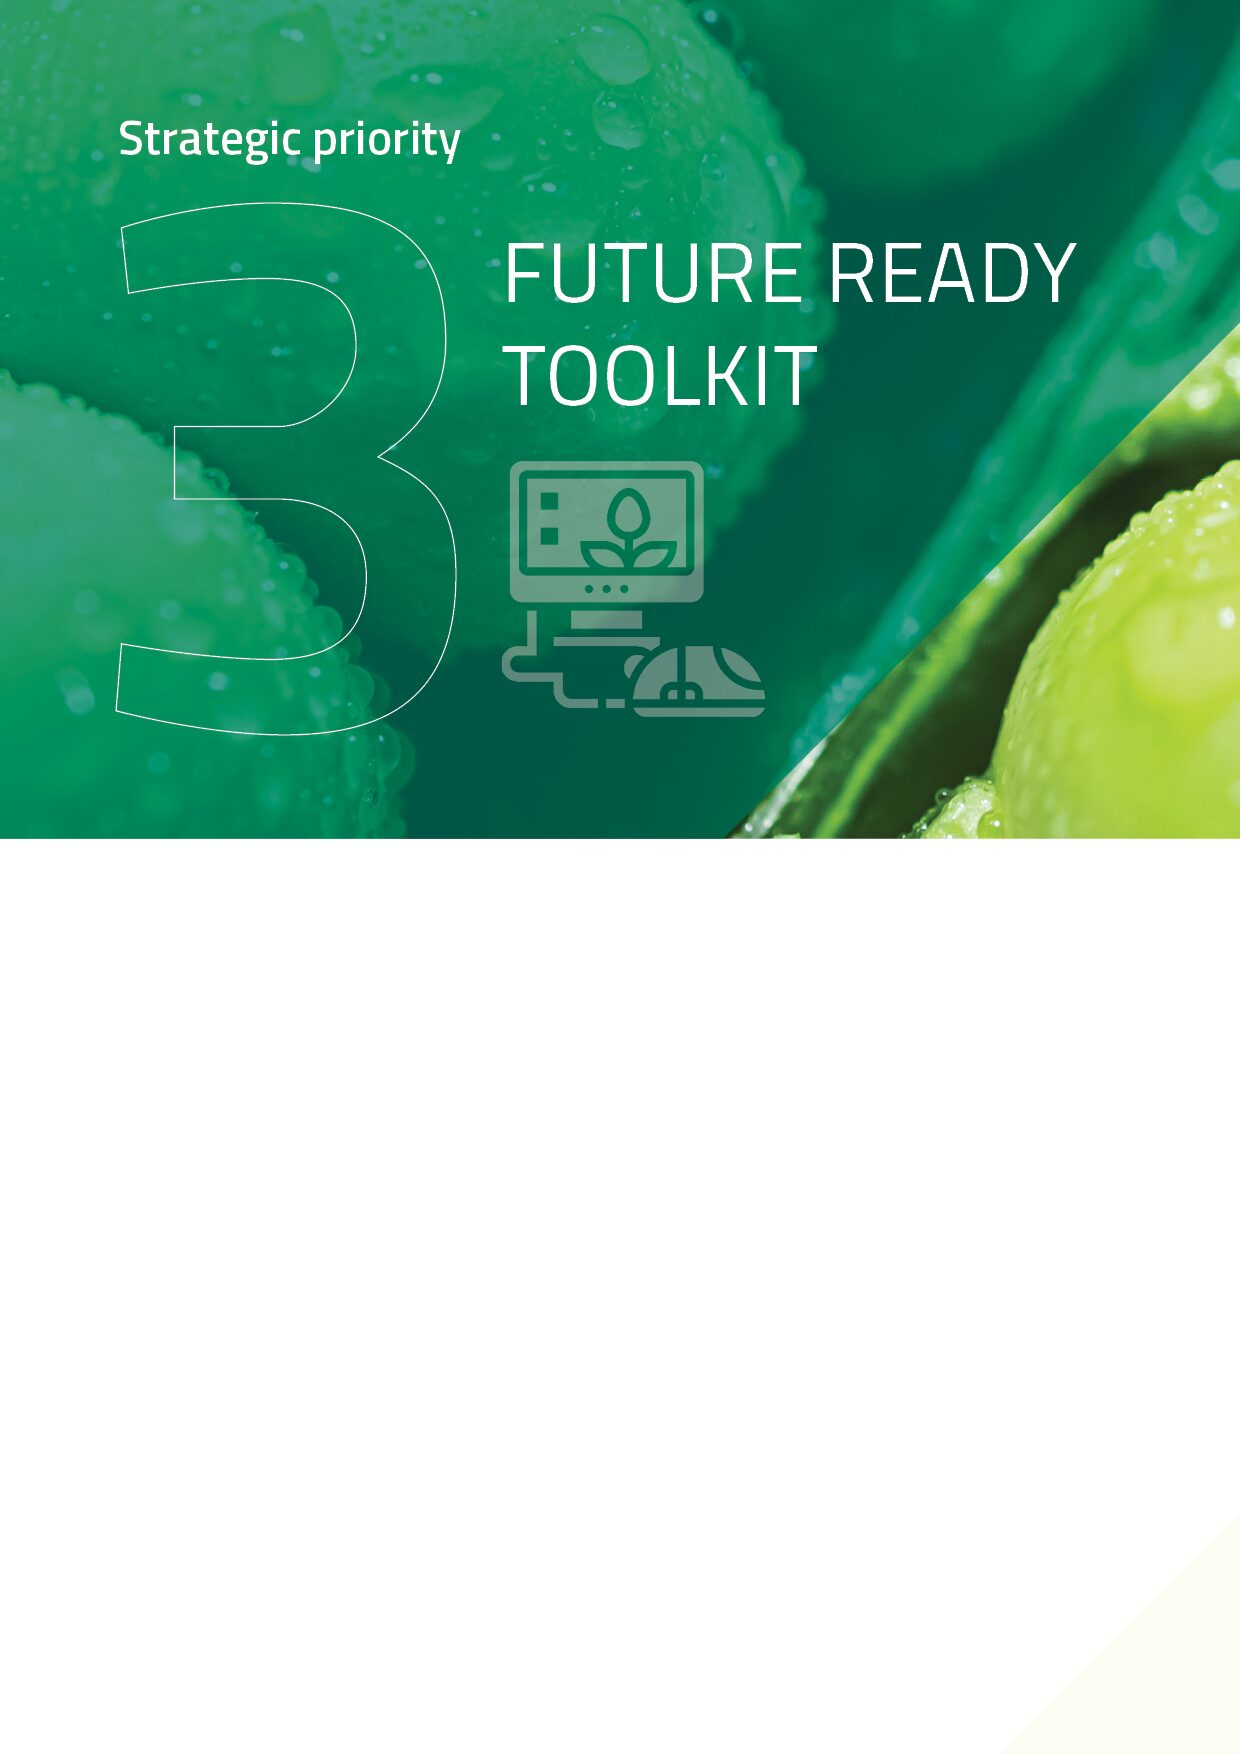 Strategic priority
3
FUTURE READY
TOOLKIT